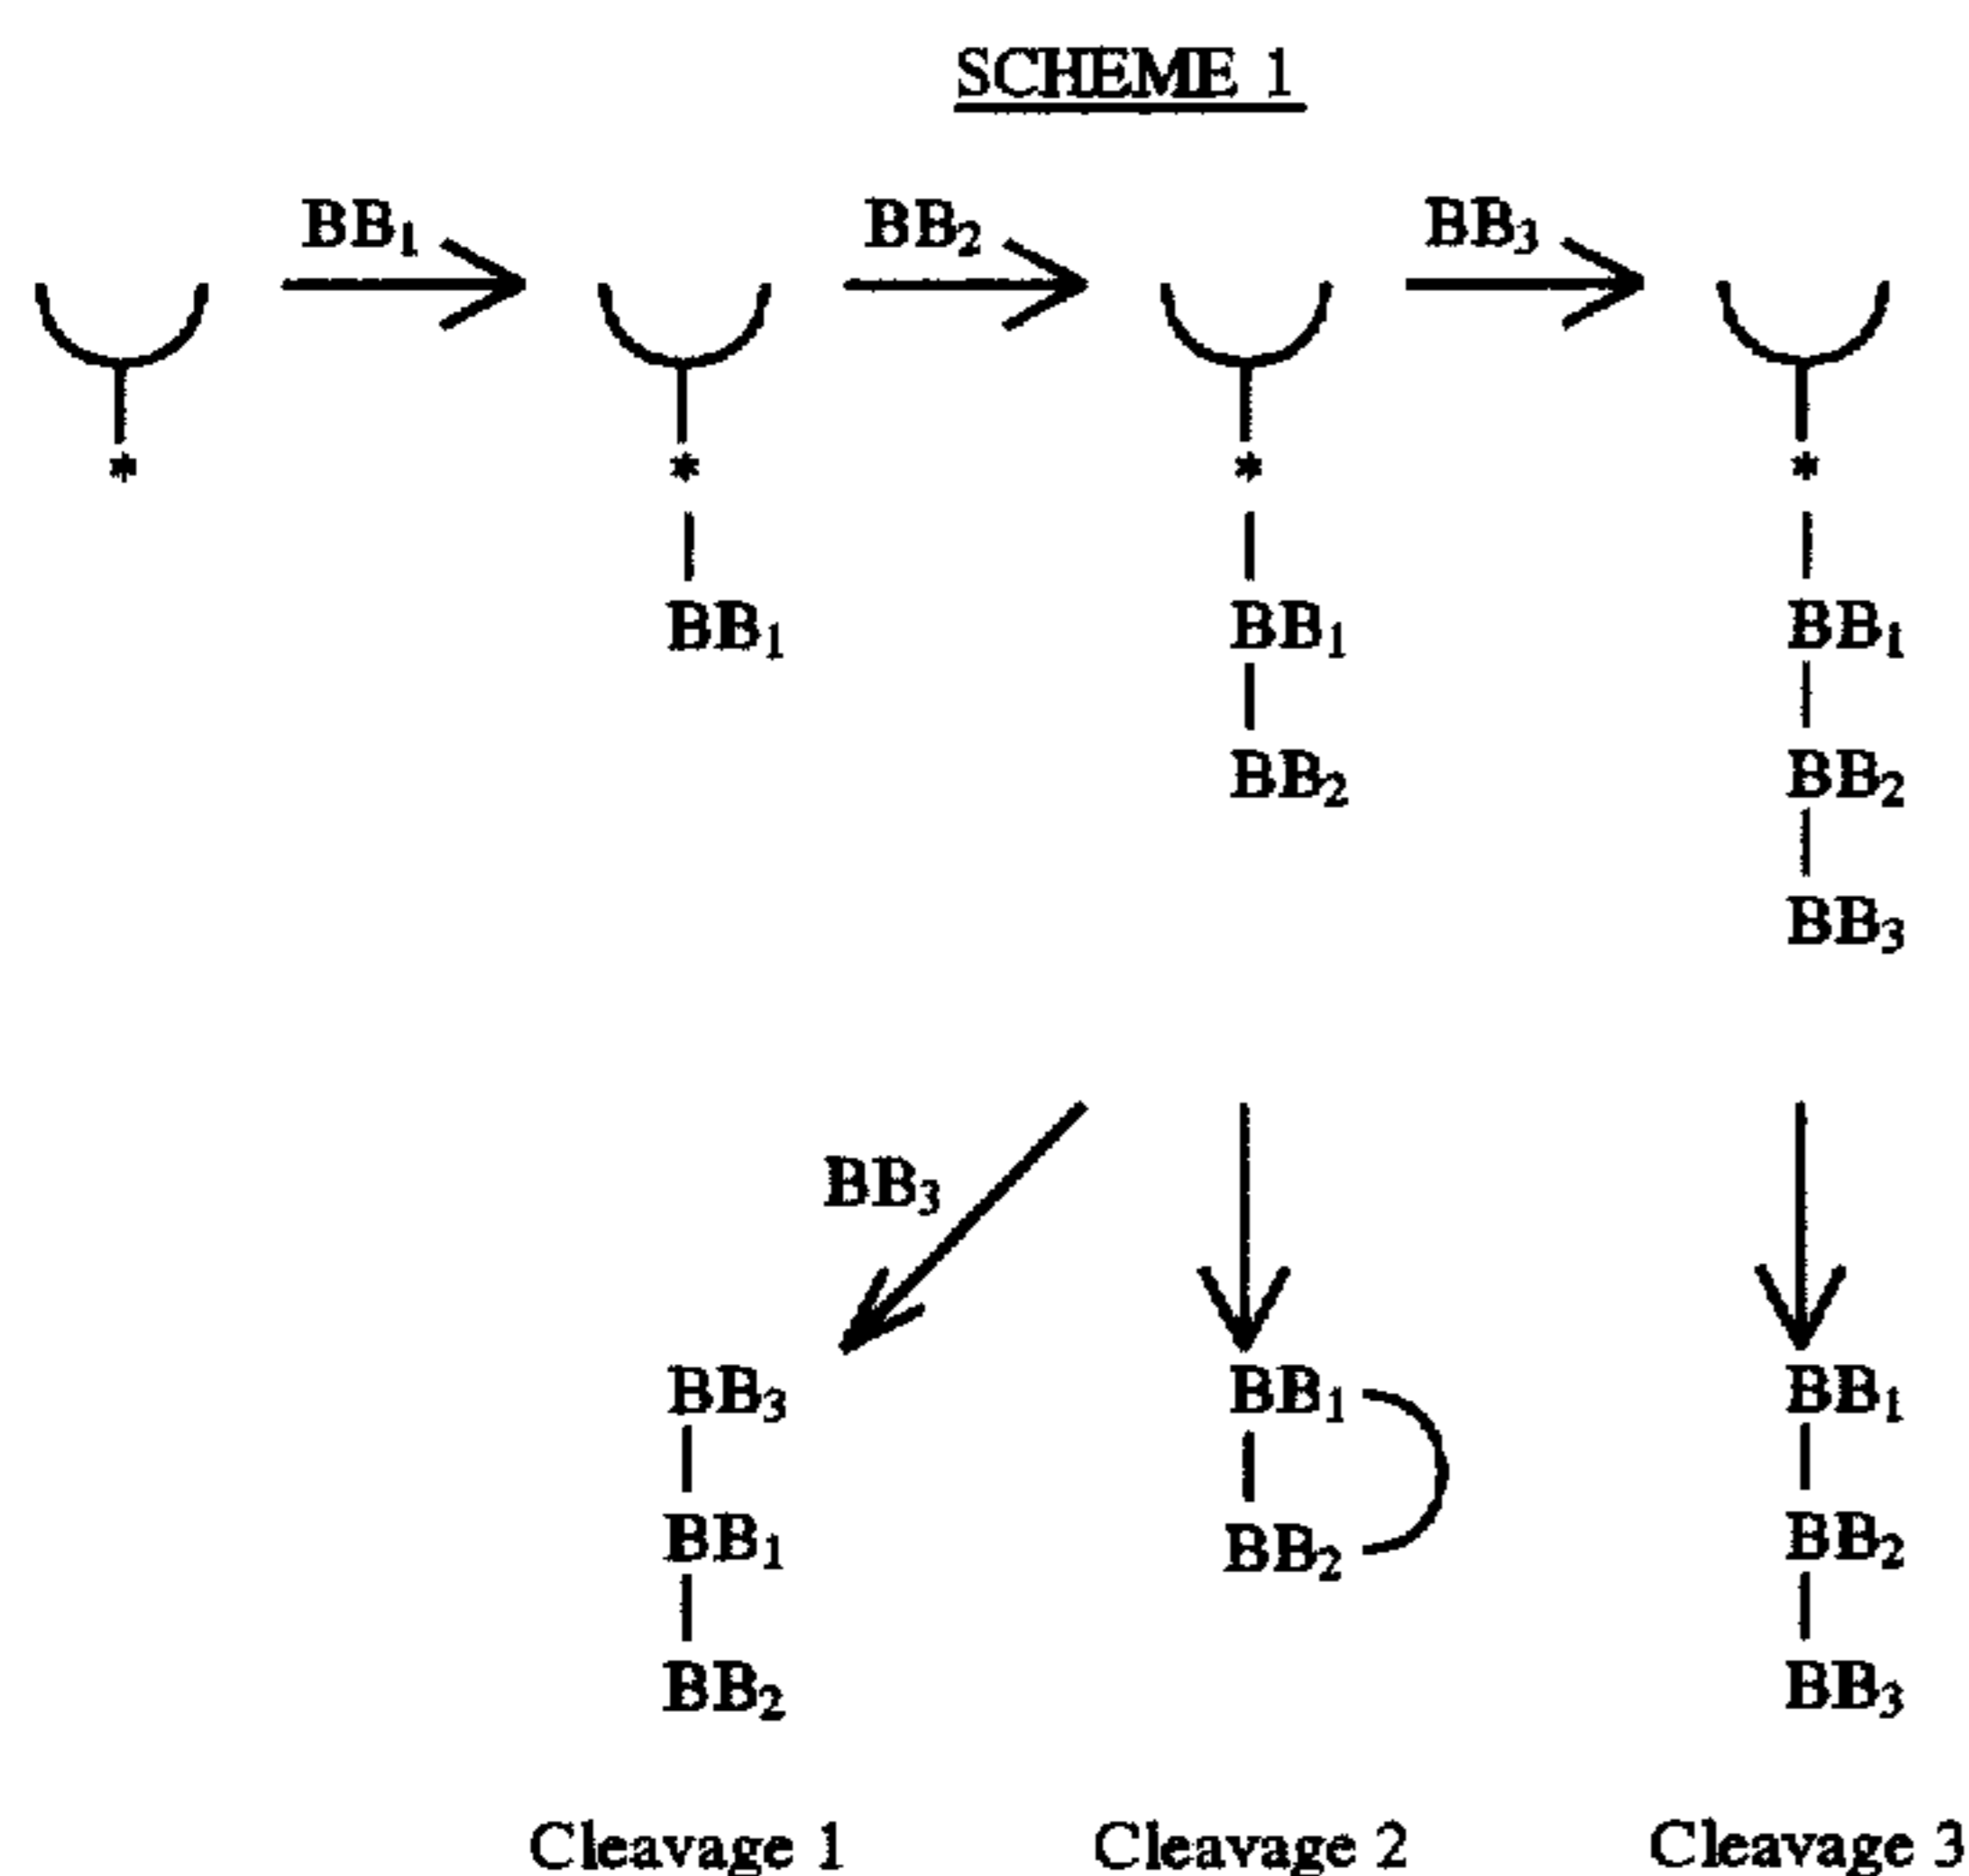 SCHEME 1
BB₁ BB₂ BB₃
* * * *
BB₁ BB₁ BB₁
BB₂ BB₂
BB₃
BB₃
BB₃ BB₁ BB₁
BB₁ BB₂ BB₂
BB₂ BB₃
Cleavage 1 Cleavage 2 Cleavage 3